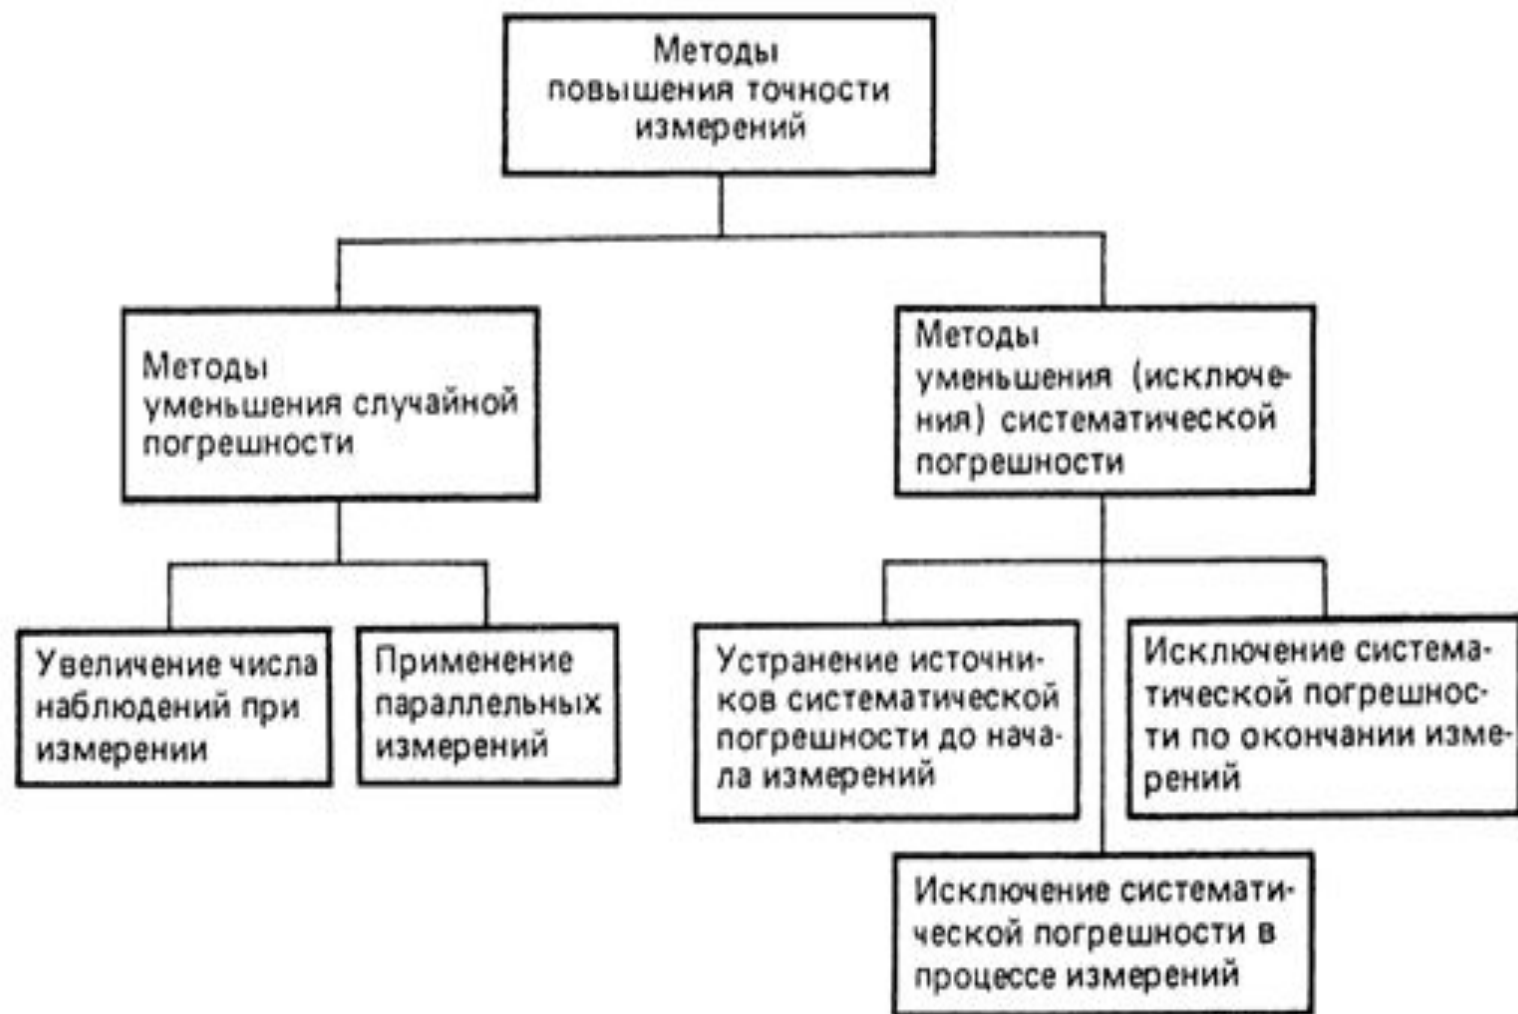 Методы
повышения точности
измерений
Методы
уменьшения случайной
погрешности
Методы
уменьшения (исключе-
ния) систематической
погрешности
Увеличение числа
наблюдений при
измерении
Применение
параллельных
измерений
Устранение источни-
ков систематической
погрешности до нача-
ла измерений
Исключение система-
тической погрешнос-
ти по окончании изме-
рений
Исключение системати-
ческой погрешности в
процессе измерений